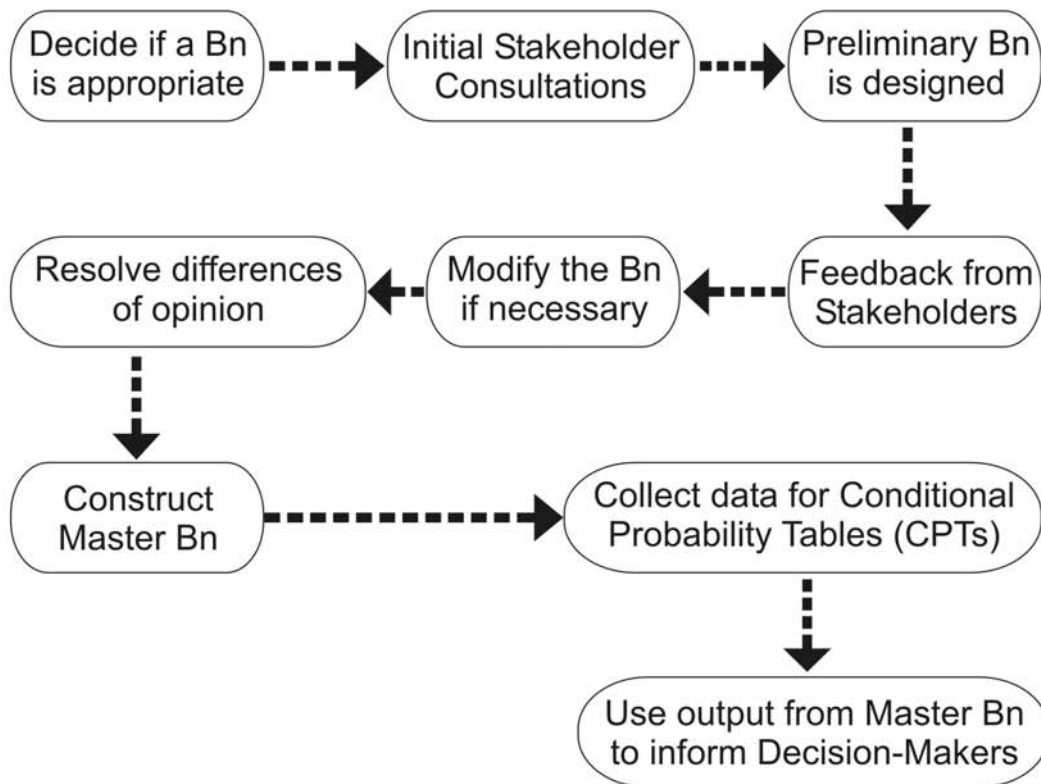 Decide if a Bn
is appropriate
Initial Stakeholder
Consultations
Preliminary Bn
is designed
Feedback from
Stakeholders
Modify the Bn
if necessary
Resolve differences
of opinion
Construct
Master Bn
Collect data for Conditional
Probability Tables (CPTs)
Use output from Master Bn
to inform Decision-Makers